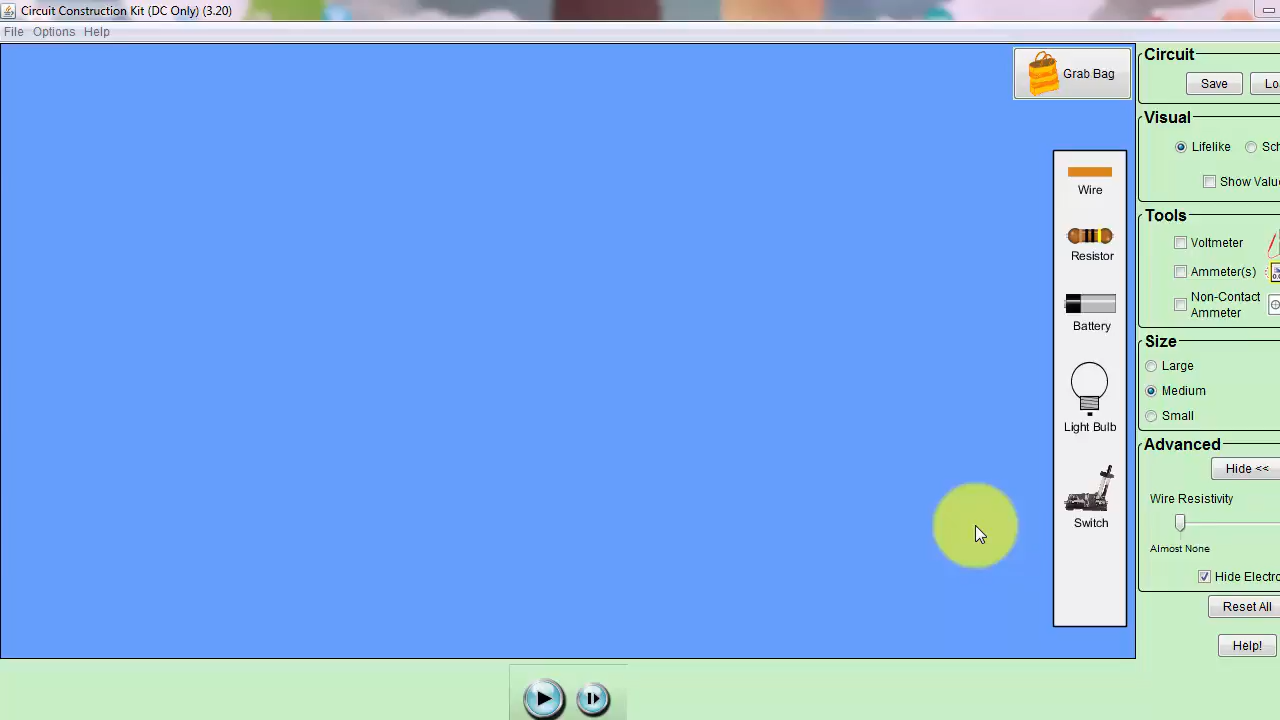 Circuit Construction Kit (DC Only) (3.20)
File Options Help
Grab Bag
Wire
Resistor
Battery
Light Bulb
Switch
Circuit
Save Lo
Visual
Lifelike Sch
Show Valu
Tools
Voltmeter
Ammeter(s)
Non-Contact
Ammeter
Size
Large
Medium
Small
Advanced
Hide <<
Wire Resistivity
Almost None
Hide Electro
Reset All
Help!